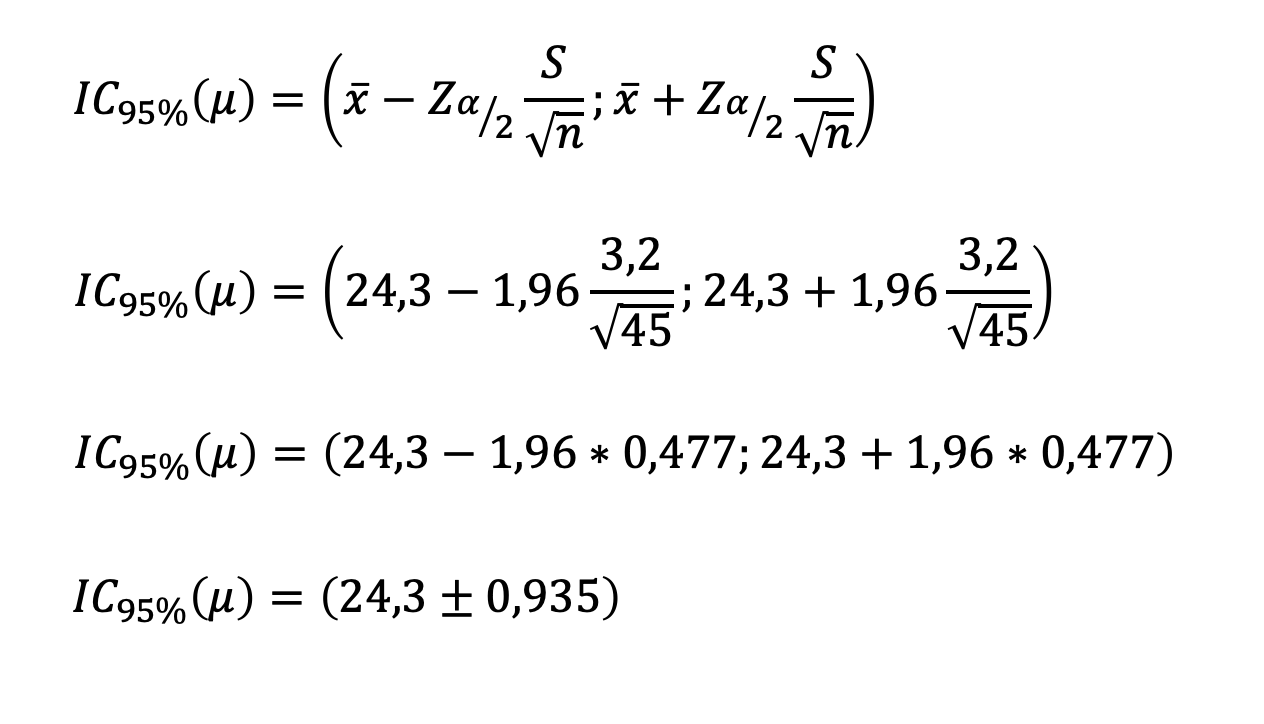 IC₉₅%(μ) = (x̄ − Zα/₂ S/√n; x̄ + Zα/₂ S/√n)
IC₉₅%(μ) = (24,3 − 1,96 3,2/√45; 24,3 + 1,96 3,2/√45)
IC₉₅%(μ) = (24,3 − 1,96 * 0,477; 24,3 + 1,96 * 0,477)
IC₉₅%(μ) = (24,3 ± 0,935)